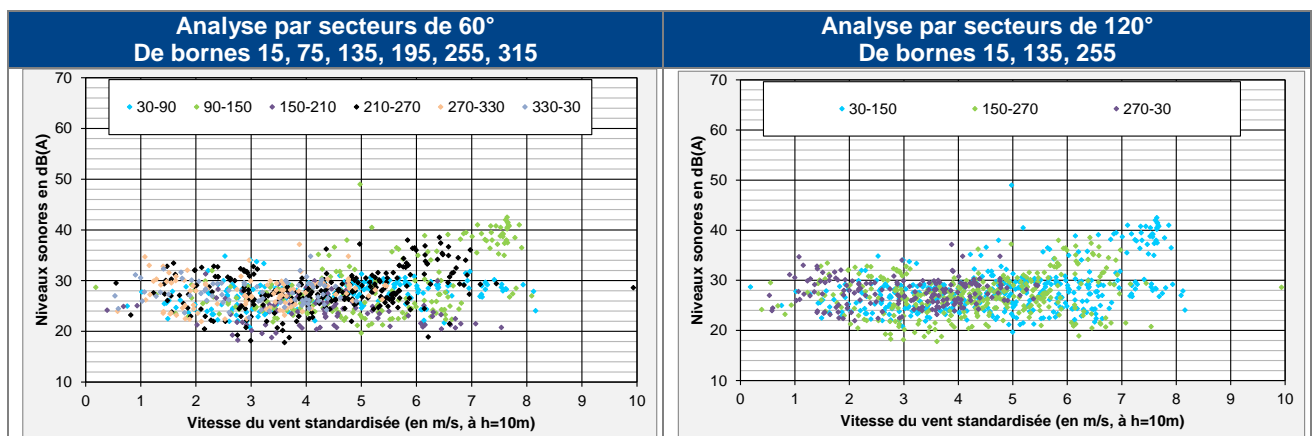 Analyse par secteurs de 60°
De bornes 15, 75, 135, 195, 255, 315
Analyse par secteurs de 120°
De bornes 15, 135, 255
70
60
50
40
30
20
10
Niveaux sonores en dB(A)
30-90 90-150 150-210 210-270 270-330 330-30
0 1 2 3 4 5 6 7 8 9 10
Vitesse du vent standardisée (en m/s, à h=10m)
70
60
50
40
30
20
10
Niveaux sonores en dB(A)
30-150 150-270 270-30
0 1 2 3 4 5 6 7 8 9 10
Vitesse du vent standardisée (en m/s, à h=10m)